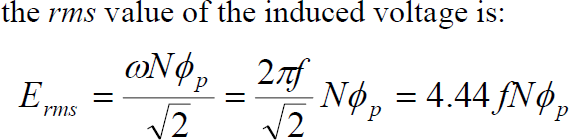 the rms value of the induced voltage is:
E_rms = ωNϕ_p / √2 = 2πf / √2 Nϕ_p = 4.44 fNϕ_p